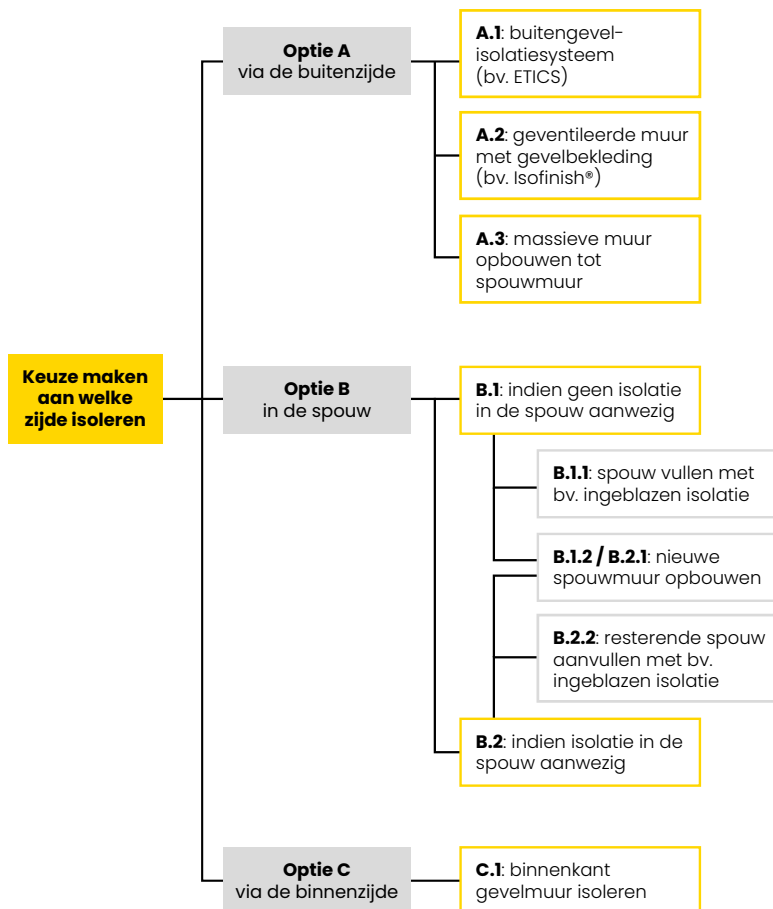 Optie A
via de buitenzijde
A.1: buitengevel-
isolatiesysteem
(bv. ETICS)
A.2: geventileerde muur
met gevelbekleding
(bv. Isofinish®)
A.3: massieve muur
opbouwen tot
spouwmuur
Keuze maken
aan welke
zijde isoleren
Optie B
in de spouw
B.1: indien geen isolatie
in de spouw aanwezig
B.1.1: spouw vullen met
bv. ingeblazen isolatie
B.1.2 / B.2.1: nieuwe
spouwmuur opbouwen
B.2.2: resterende spouw
aanvullen met bv.
ingeblazen isolatie
B.2: indien isolatie in de
spouw aanwezig
Optie C
via de binnenzijde
C.1: binnenkant
gevelmuur isoleren